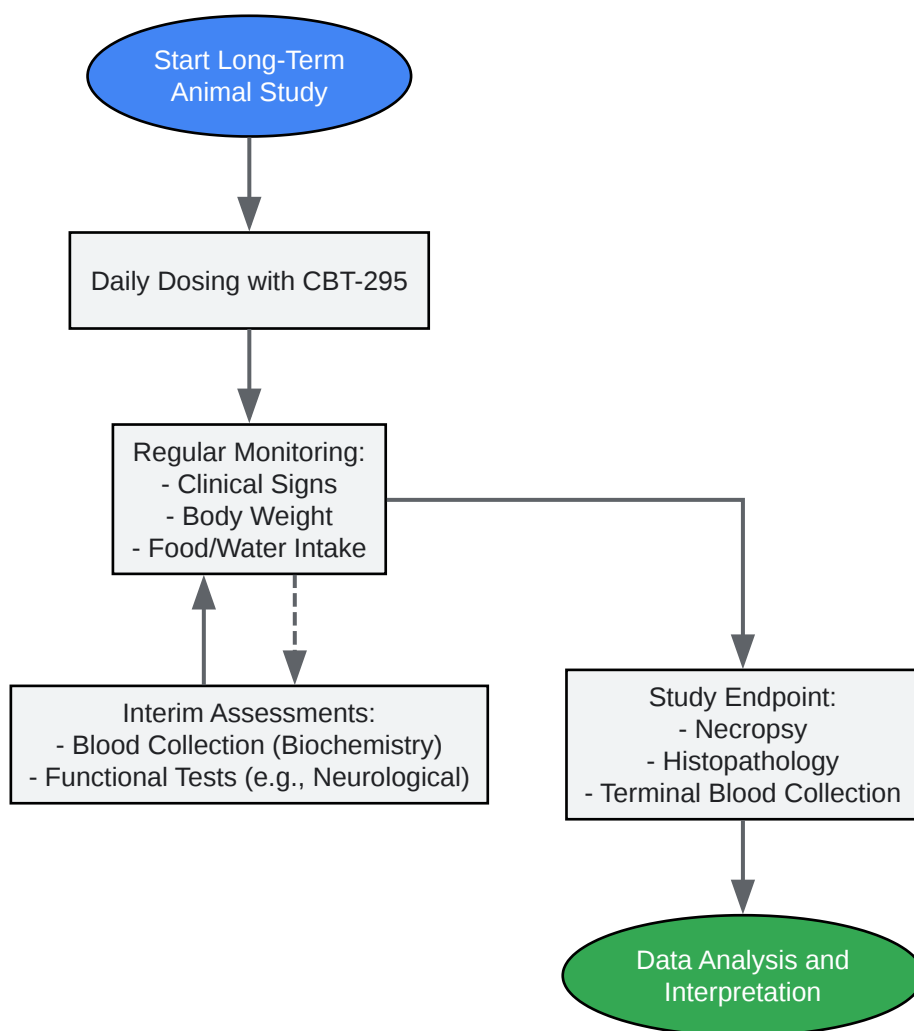 Start Long-Term
Animal Study
Daily Dosing with CBT-295
Regular Monitoring:
- Clinical Signs
- Body Weight
- Food/Water Intake
Interim Assessments:
- Blood Collection (Biochemistry)
- Functional Tests (e.g., Neurological)
Study Endpoint:
- Necropsy
- Histopathology
- Terminal Blood Collection
Data Analysis and
Interpretation